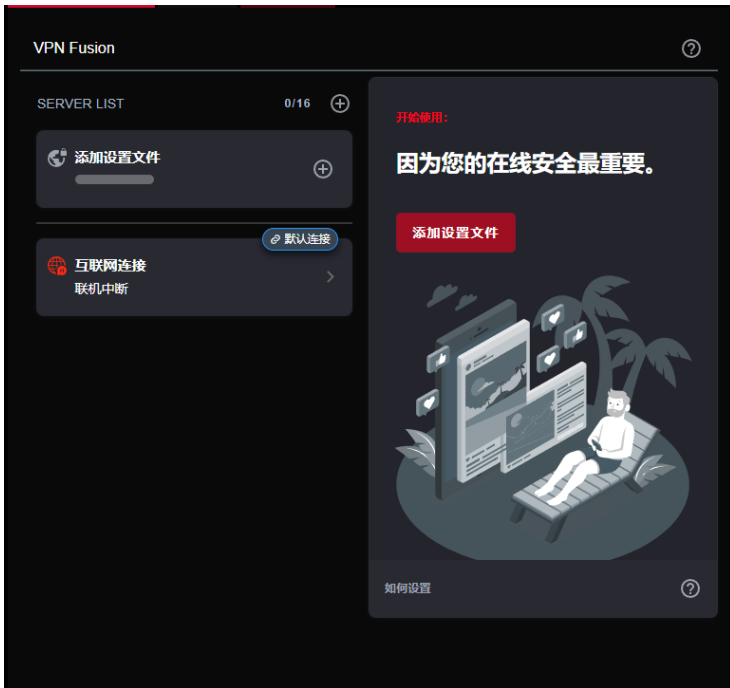 VPN Fusion
SERVER LIST
0/16
添加设置文件
默认连接
互联网连接
联机中断
开始使用：
因为您的在线安全最重要。
添加设置文件
如何设置